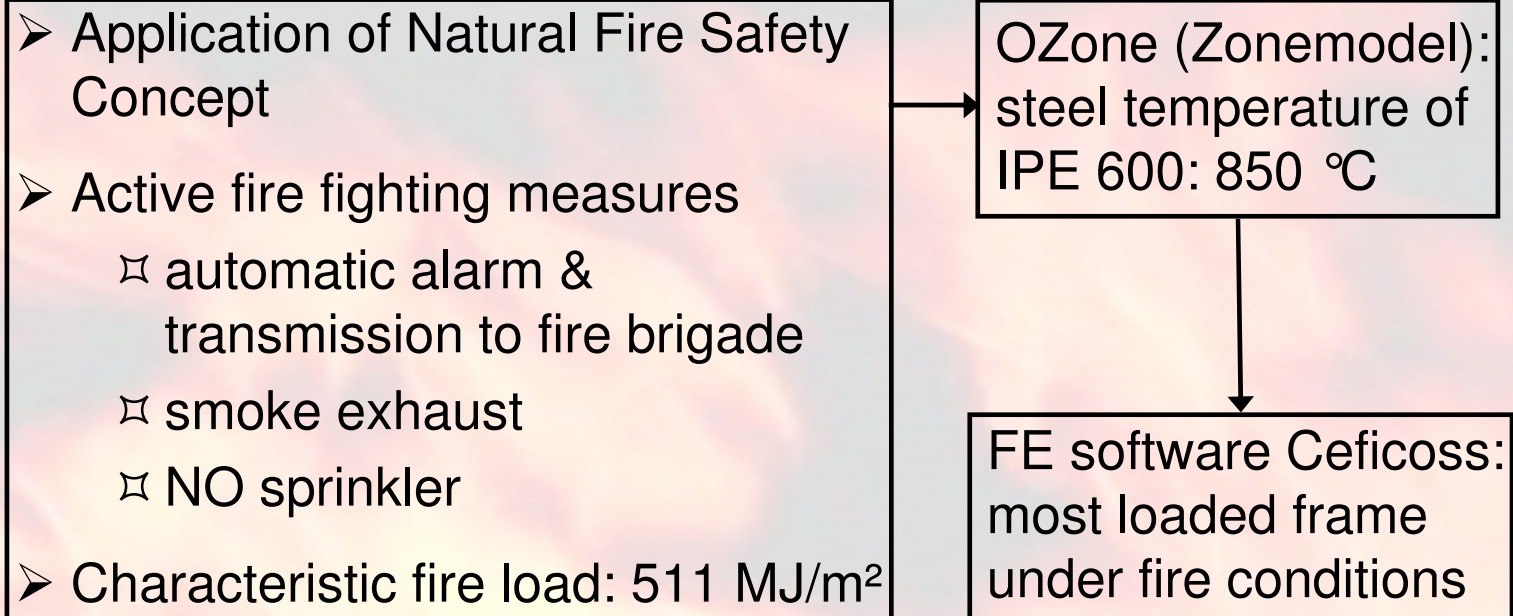 ➢ Application of Natural Fire Safety
Concept
➢ Active fire fighting measures
¤ automatic alarm &
transmission to fire brigade
¤ smoke exhaust
¤ NO sprinkler
➢ Characteristic fire load: 511 MJ/m²
OZone (Zonemodel):
steel temperature of
IPE 600: 850 °C
FE software Ceficoss:
most loaded frame
under fire conditions